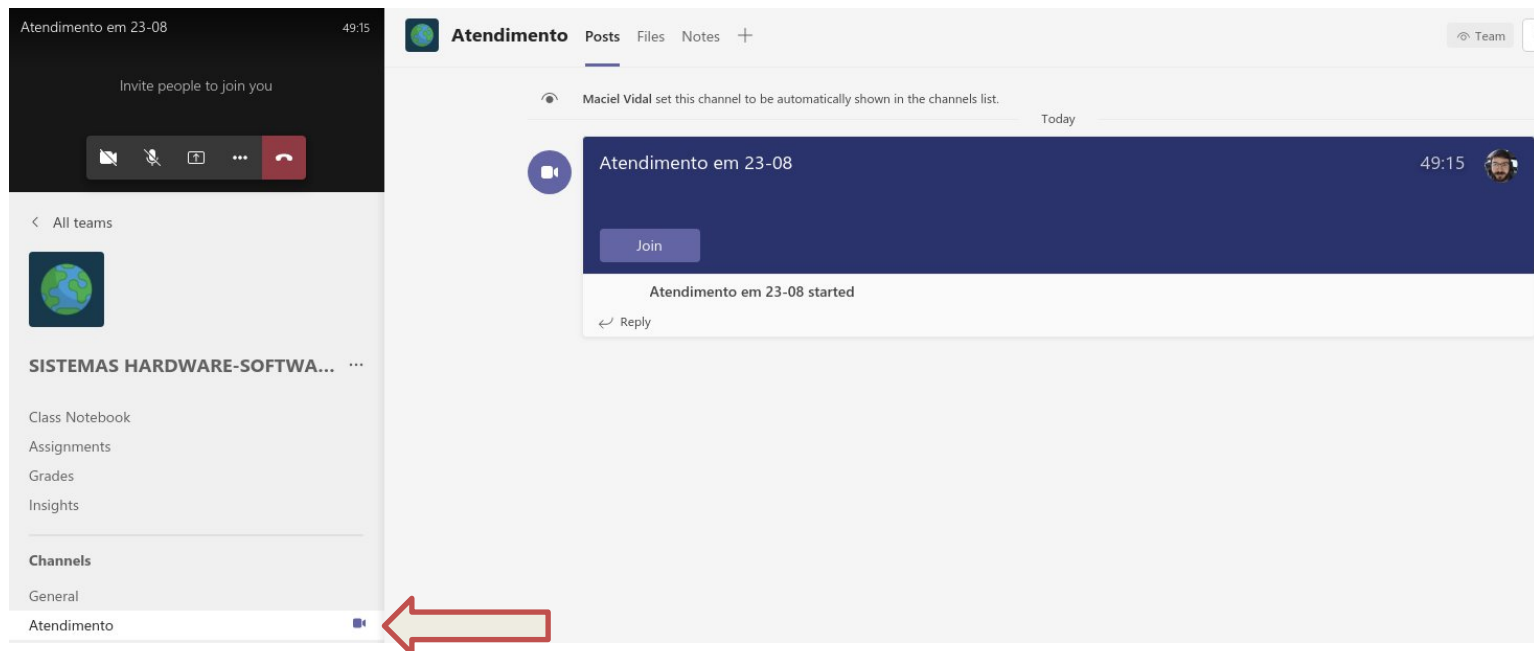 Atendimento em 23-08 49:15
Invite people to join you
All teams
SISTEMAS HARDWARE-SOFTWA... 
Class Notebook
Assignments
Grades
Insights
Channels
General
Atendimento
Atendimento Posts Files Notes
Team
Maciel Vidal set this channel to be automatically shown in the channels list.
Today
Atendimento em 23-08 49:15
Join
Atendimento em 23-08 started
Reply